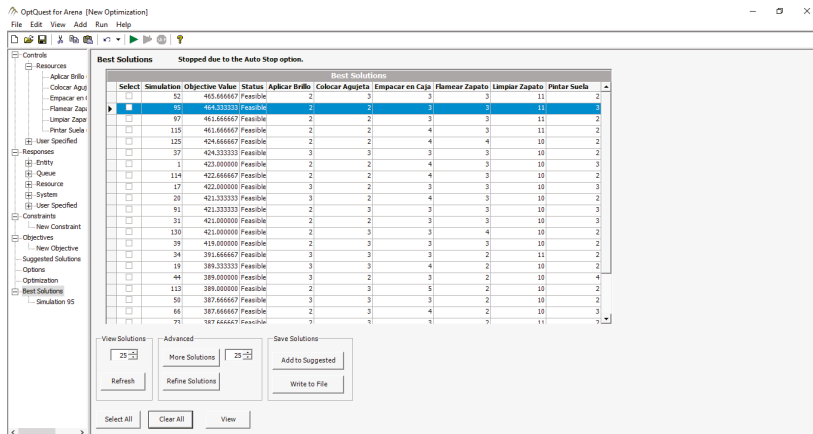 OptQuest for Arena [New Optimization]
File Edit View Add Run Help
Controls
Resources
Aplicar Brillo
Colocar Aguj
Empacar en
Flamear Zapa
Limpiar Zapa
Pintar Suela
User Specified
Responses
Entity
Queue
Resource
System
User Specified
Constraints
New Constraint
Objectives
New Objective
Suggested Solutions
Options
Optimization
Best Solutions
Simulation 95
Best Solutions Stopped due to the Auto Stop option.
Best Solutions
Select Simulation Objective Value Status Aplicar Brillo Colocar Agujeta Empacar en Caja Flamear Zapato Limpiar Zapato Pintar Suela
52 465.666667 Feasible 2 3 3 3 11 2
95 464.333333 Feasible 2 2 3 3 11 3
97 461.666667 Feasible 2 2 3 3 11 2
115 461.666667 Feasible 2 2 4 3 11 2
125 424.666667 Feasible 2 2 4 4 10 2
37 424.333333 Feasible 3 3 3 3 10 2
1 423.000000 Feasible 2 2 4 3 10 3
114 422.666667 Feasible 2 2 4 3 10 2
17 422.000000 Feasible 3 2 3 3 10 3
20 421.333333 Feasible 3 2 4 3 10 2
91 421.333333 Feasible 2 2 3 3 10 3
31 421.000000 Feasible 2 2 3 3 10 3
130 421.000000 Feasible 2 3 3 4 10 2
39 419.000000 Feasible 2 3 3 3 10 2
34 391.666667 Feasible 2 3 3 2 11 2
19 389.333333 Feasible 3 3 4 2 10 2
44 389.000000 Feasible 2 3 3 2 10 4
113 389.000000 Feasible 2 3 5 2 10 2
50 387.666667 Feasible 3 3 3 2 10 2
66 387.666667 Feasible 2 3 4 2 10 3
73 387.666667 Feasible 2 3 3 2 11 2
View Solutions Advanced Save Solutions
25 More Solutions 25 Add to Suggested
Refresh Refine Solutions Write to File
Select All Clear All View